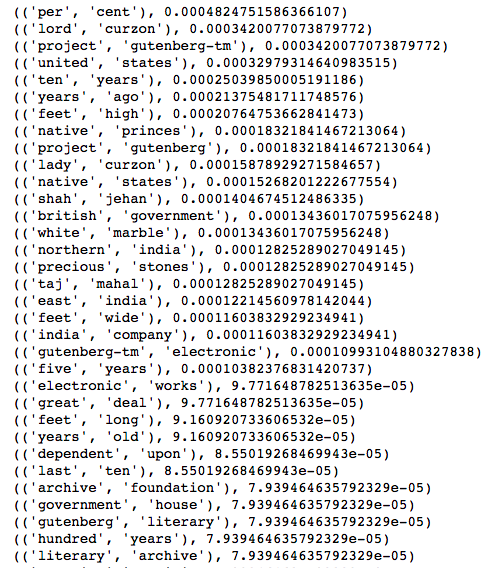 (('per', 'cent'), 0.0004824751586366107)
(('lord', 'curzon'), 0.0003420077073879772)
(('project', 'gutenberg-tm'), 0.0003420077073879772)
(('united', 'states'), 0.00032979314640983515)
(('ten', 'years'), 0.00025039850005191186)
(('years', 'ago'), 0.00021375481711748576)
(('feet', 'high'), 0.00020764753662841473)
(('native', 'princes'), 0.00018321841467213064)
(('project', 'gutenberg'), 0.00018321841467213064)
(('lady', 'curzon'), 0.00015878929271584657)
(('native', 'states'), 0.00015268201222677554)
(('shah', 'jehan'), 0.0001404674512486335)
(('british', 'government'), 0.00013436017075956248)
(('white', 'marble'), 0.00013436017075956248)
(('northern', 'india'), 0.00012825289027049145)
(('precious', 'stones'), 0.00012825289027049145)
(('taj', 'mahal'), 0.00012825289027049145)
(('east', 'india'), 0.00012214560978142044)
(('feet', 'wide'), 0.00011603832929234941)
(('india', 'company'), 0.00011603832929234941)
(('gutenberg-tm', 'electronic'), 0.00010993104880327838)
(('five', 'years'), 0.00010382376831420737)
(('electronic', 'works'), 9.771648782513635e-05)
(('great', 'deal'), 9.771648782513635e-05)
(('feet', 'long'), 9.160920733606532e-05)
(('years', 'old'), 9.160920733606532e-05)
(('dependent', 'upon'), 8.55019268469943e-05)
(('last', 'ten'), 8.55019268469943e-05)
(('archive', 'foundation'), 7.939464635792329e-05)
(('government', 'house'), 7.939464635792329e-05)
(('gutenberg', 'literary'), 7.939464635792329e-05)
(('hundred', 'years'), 7.939464635792329e-05)
(('literary', 'archive'), 7.939464635792329e-05)